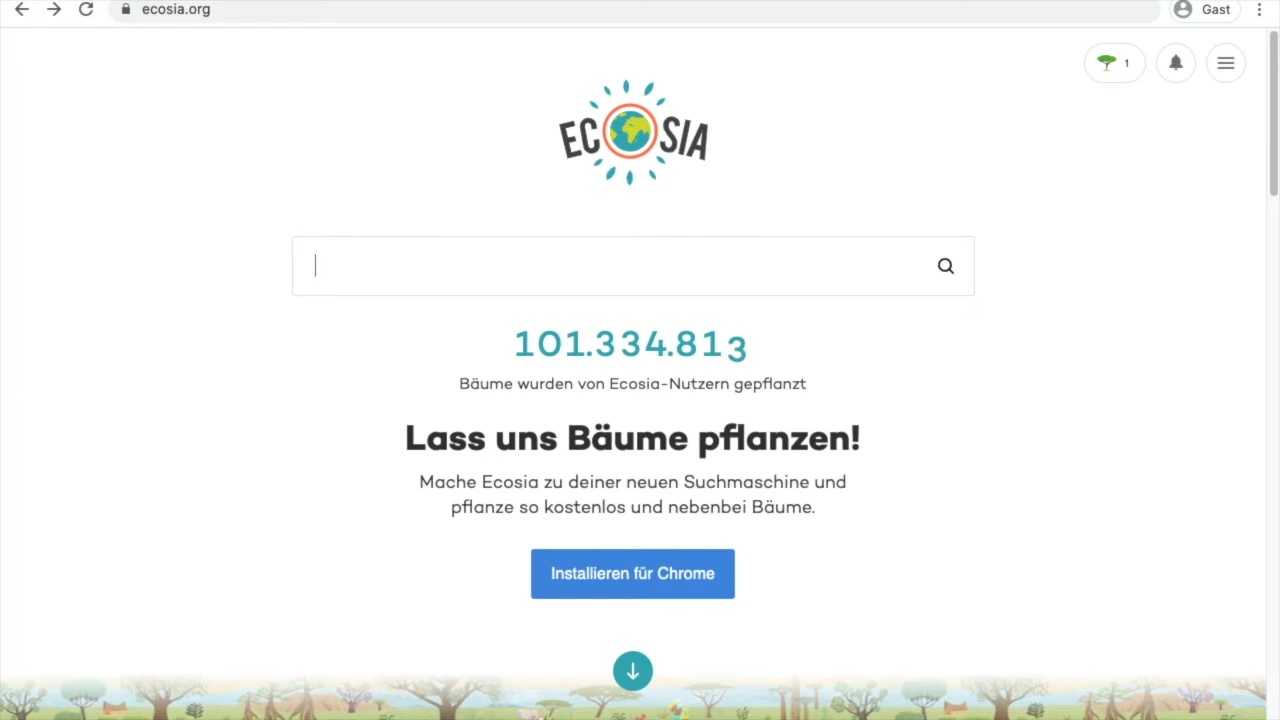 ecosia.org
Gast
1
ECOSIA
101.334.813
Bäume wurden von Ecosia-Nutzern gepflanzt
Lass uns Bäume pflanzen!
Mache Ecosia zu deiner neuen Suchmaschine und
pflanze so kostenlos und nebenbei Bäume.
Installieren für Chrome